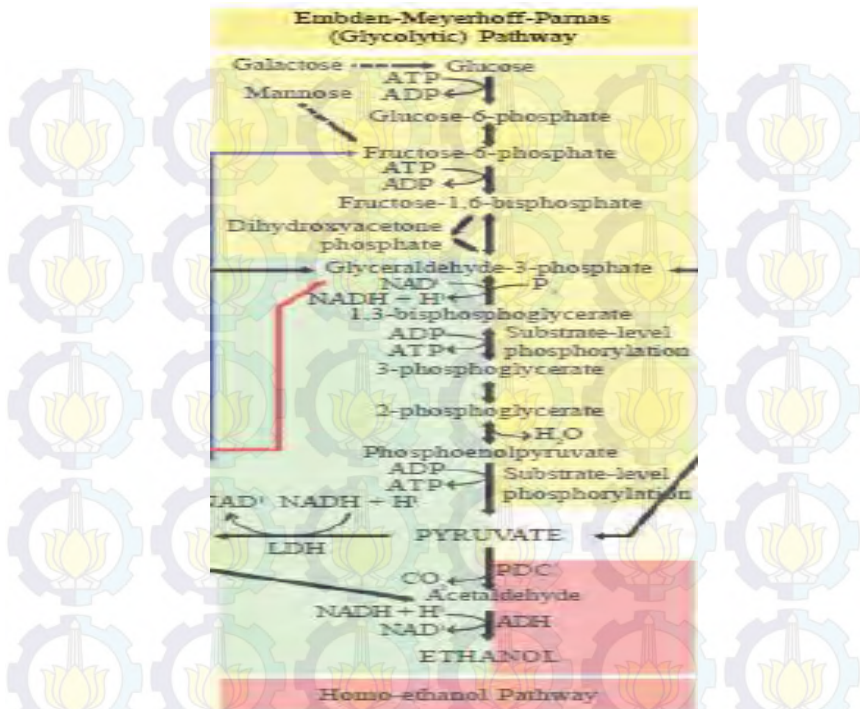 Embden-Meyerhoff-Parnas
(Glycolytic) Pathway
Galactose Glucose
ATP
Mannose ADP
Glucose-6-phosphate
Fructose-6-phosphate
ATP
ADP
Fructose-1,6-bisphosphate
Dihydroxyacetone
phosphate
Glyceraldehyde-3-phosphate
NAD⁺ P
NADH + H⁺
1,3-bisphosphoglycerate
ADP Substrate-level
ATP phosphorylation
3-phosphoglycerate
2-phosphoglycerate
H₂O
Phosphoenolpyruvate
ADP Substrate-level
ATP phosphorylation
NADH + H⁺
PYRUVATE
LDH
CO₂ PDC
Acetaldehyde
NADH + H⁺ ADH
NAD⁺
ETHANOL
Homo-ethanol Pathway